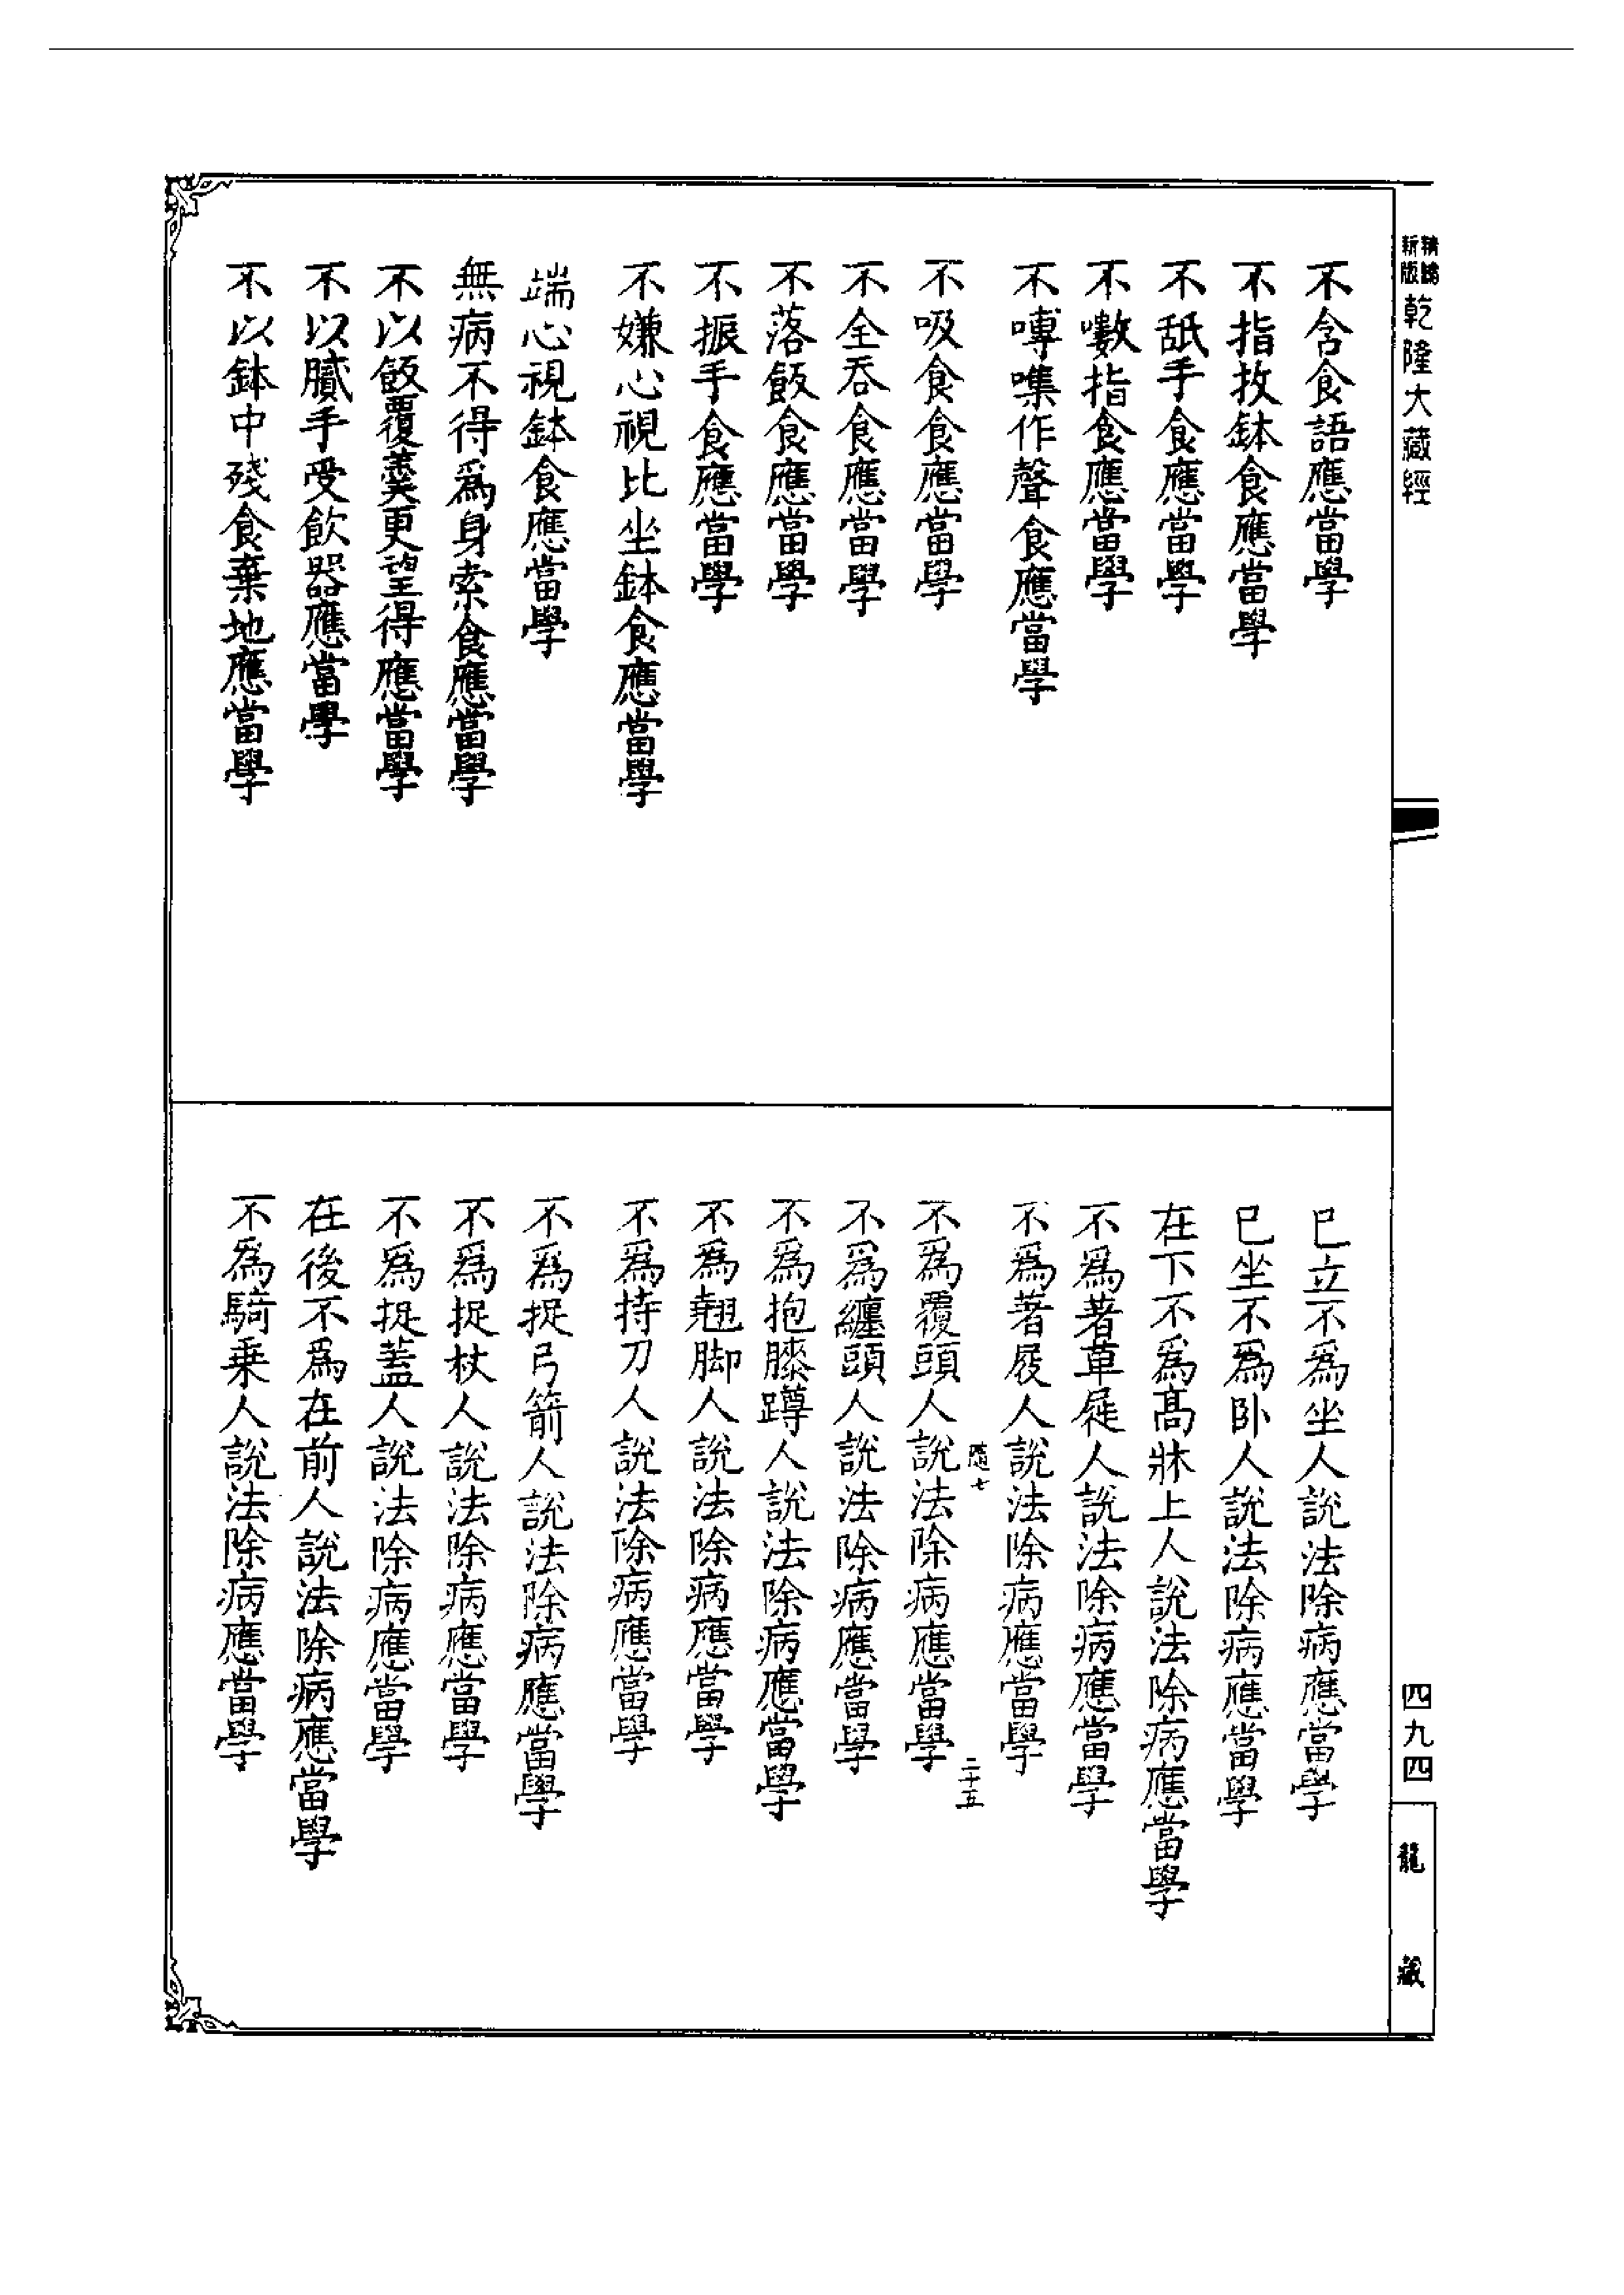 精縮
新版
乾隆大藏經
不含食語應當學
不指抆鉢食應當學
不舐手食應當學
不噉指食應當學
不嘽噍作聲食應當學
不吸食食應當學
不全吞食應當學
不落飯食應當學
不振手食應當學
不嫌心視比坐鉢食應當學
端心視鉢食應當學
無病不得爲身索食應當學
不以飯覆羹更望得應當學
不以膩手受飲器應當學
不以鉢中殘食棄地應當學
已立不爲坐人說法除病應當學
已坐不爲卧人說法除病應當學
在下不爲髙牀上人說法除病應當學
不爲著草屣人說法除病應當學
不爲著屐人說法除病應當學
隨七
二十五
不爲覆頭人說法除病應當學
不爲纏頭人說法除病應當學
不爲抱膝蹲人說法除病應當學
不爲翹脚人說法除病應當學
不爲持刀人說法除病應當學
不爲捉弓箭人說法除病應當學
不爲捉杖人說法除病應當學
不爲捉蓋人說法除病應當學
在後不爲在前人說法除病應當學
不爲騎乗人說法除病應當學
四九四
龍藏